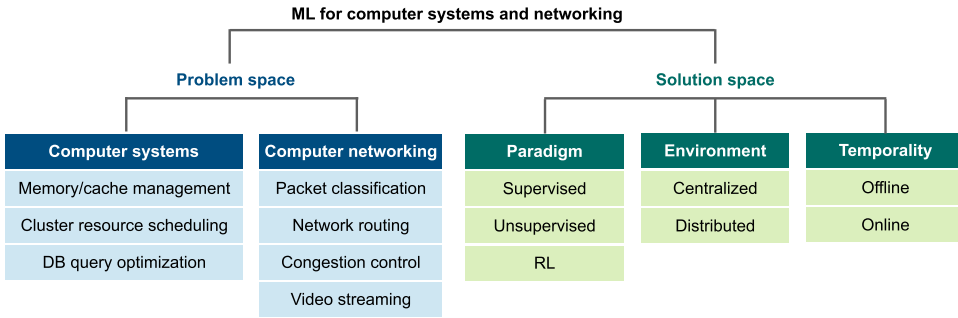 ML for computer systems and networking
Problem space
Solution space
Computer systems
Memory/cache management
Cluster resource scheduling
DB query optimization
Computer networking
Packet classification
Network routing
Congestion control
Video streaming
Paradigm
Supervised
Unsupervised
RL
Environment
Centralized
Distributed
Temporality
Offline
Online